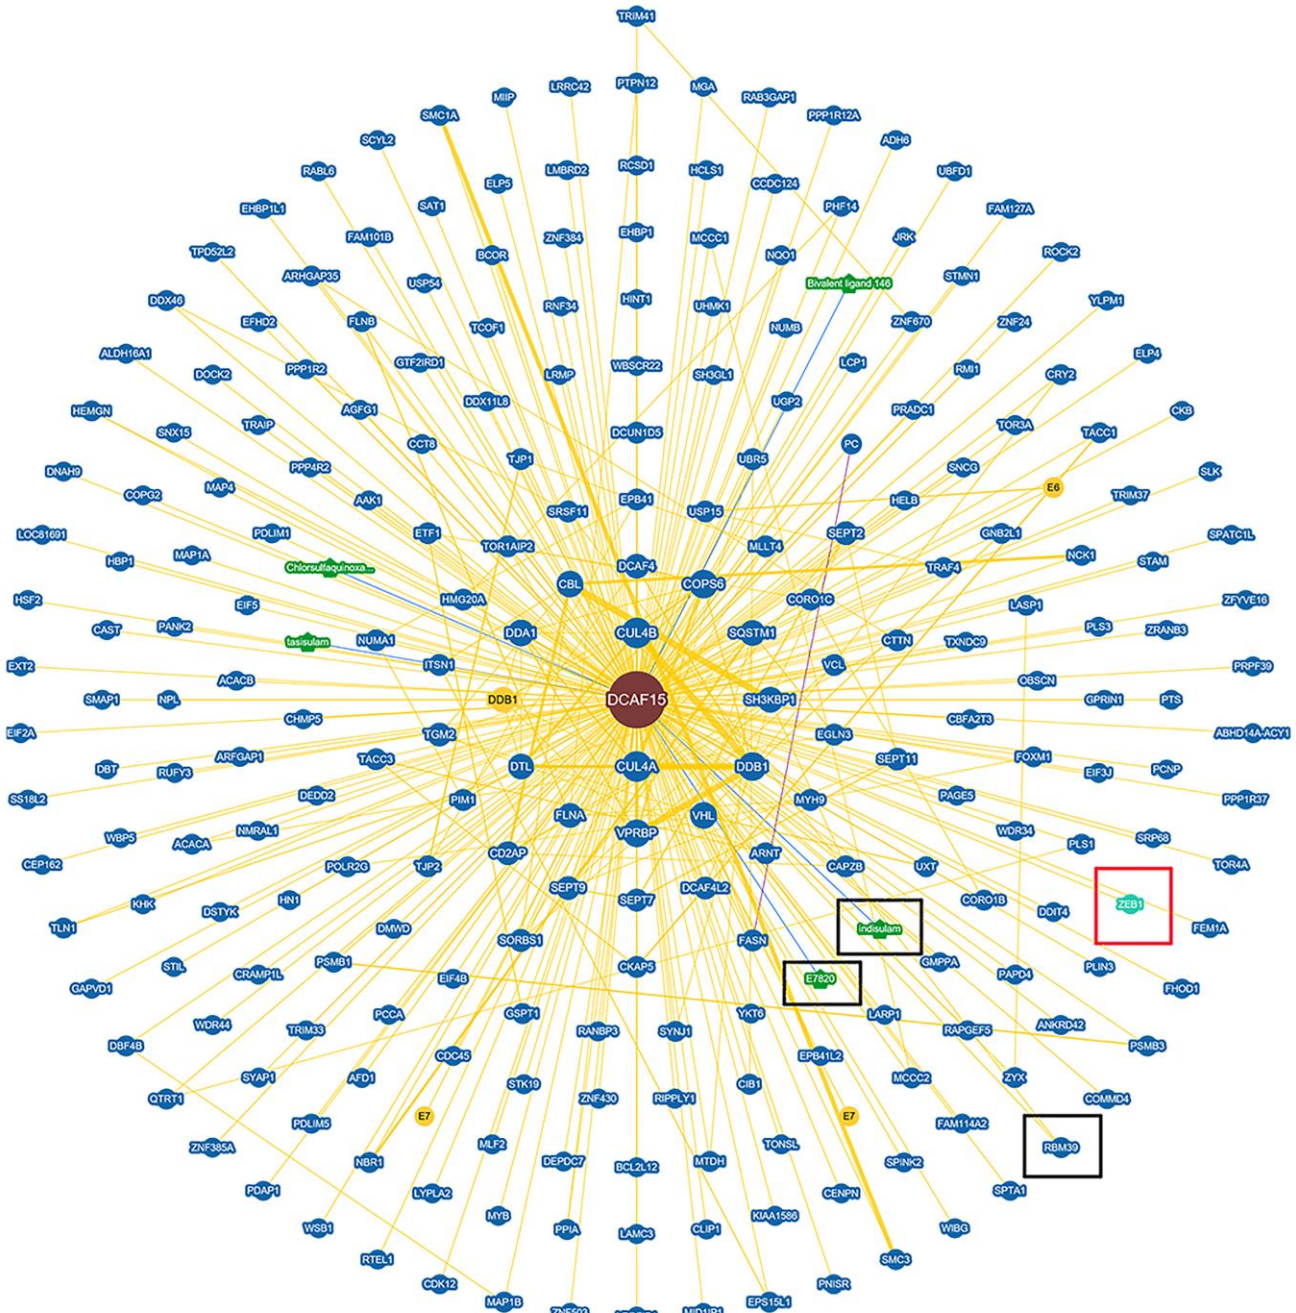 TRIM41
LRRC42
PTPN12
MGA
MIIP
RAB3GAP1
SMC1A
PPP1R12A
SCYL2
ADH6
RABL6
LMBRD2
RCSD1
HCLS1
UBFD1
ELP5
CCDC124
EHBP1L1
SAT1
PHF14
FAM127A
FAM101B
ZNF384
EHBP1
MCCC1
JRK
TPD52L2
BCOR
NQO1
ROCK2
ARHGAP35
USP54
Bivalent ligand 146
STMN1
DDX46
RNF34
HINT1
UHMK1
YLPM1
EFHD2
FLNB
TCOF1
NUMB
ZNF670
ZNF24
ALDH16A1
PPP1R2
GTF2IRD1
LCP1
RMI1
ELP4
DOCK2
LRMP
WBSCR22
SH3GL1
CRY2
HEMGN
AGFG1
DDX11L8
UGP2
PRADC1
CKB
SNX15
TRAIP
CCT8
DCUN1D5
PC
TOR3A
TACC1
DNAH9
PPP4R2
TJP1
UBR5
SNCG
SLK
COPG2
MAP4
AAK1
EPB41
HELB
E6
TRIM37
LOC81691
PDLIM1
ETF1
SRSF11
USP15
SEPT2
GNB2L1
SPATC1L
HBP1
MAP1A
Chlorsulfaquinoxa...
TOR1AIP2
DCAF4
MLLT4
TRAF4
NCK1
STAM
HSF2
EIF5
HMG20A
CBL
COPS6
CORO1C
LASP1
ZFYVE16
CAST
PANK2
tasisulam
NUMA1
DDA1
CUL4B
SQSTM1
CTTN
TXNDC9
PLS3
ZRANB3
EXT2
ACACB
ITSN1
VCL
OBSCN
PRPF39
SMAP1
NPL
DDB1
DCAF15
SH3KBP1
GPRIN1
PTS
EIF2A
CHMP5
TGM2
EGLN3
CBFA2T3
ABHD14A-ACY1
DBT
RUFY3
ARFGAP1
TACC3
DTL
CUL4A
DDB1
SEPT11
FOXM1
EIF3J
PCNP
SS18L2
DEDD2
PIM1
FLNA
VHL
MYH9
PAGE5
PPP1R37
WBP5
ACACA
NMRAL1
VPRBP
WDR34
PLS1
SRP68
CEP162
POLR2G
TJP2
CD2AP
ARNT
CAPZB
UXT
TOR4A
KHK
DSTYK
HN1
SEPT9
SEPT7
DCAF4L2
CORO1B
DDIT4
ZEB1
TLN1
DMWD
SORBS1
FASN
indisulam
FEM1A
STIL
CRAMP1L
PSMB1
EIF4B
CKAP5
E7820
GMPPA
PAPD4
PLIN3
GAPVD1
FHOD1
WDR44
TRIM33
PCCA
GSPT1
RANBP3
SYNJ1
YKT6
LARP1
RAPGEF5
ANKRD42
DBF4B
CDC45
EPB41L2
PSMB3
QTRT1
SYAP1
AFD1
STK19
ZNF430
RIPPLY1
CIB1
MCCC2
ZYX
COMMD4
ZNF385A
PDLIM5
E7
MLF2
E7
TONSL
FAM114A2
RBM39
PDAP1
NBR1
DEPDC7
BCL2L12
MTDH
SPINK2
SPTA1
WSB1
LYPLA2
MYB
PPIA
LAMC3
CLIP1
KIAA1586
CENPN
WIBG
RTEL1
CDK12
SMC3
PNISR
MAP1B
EPS15L1